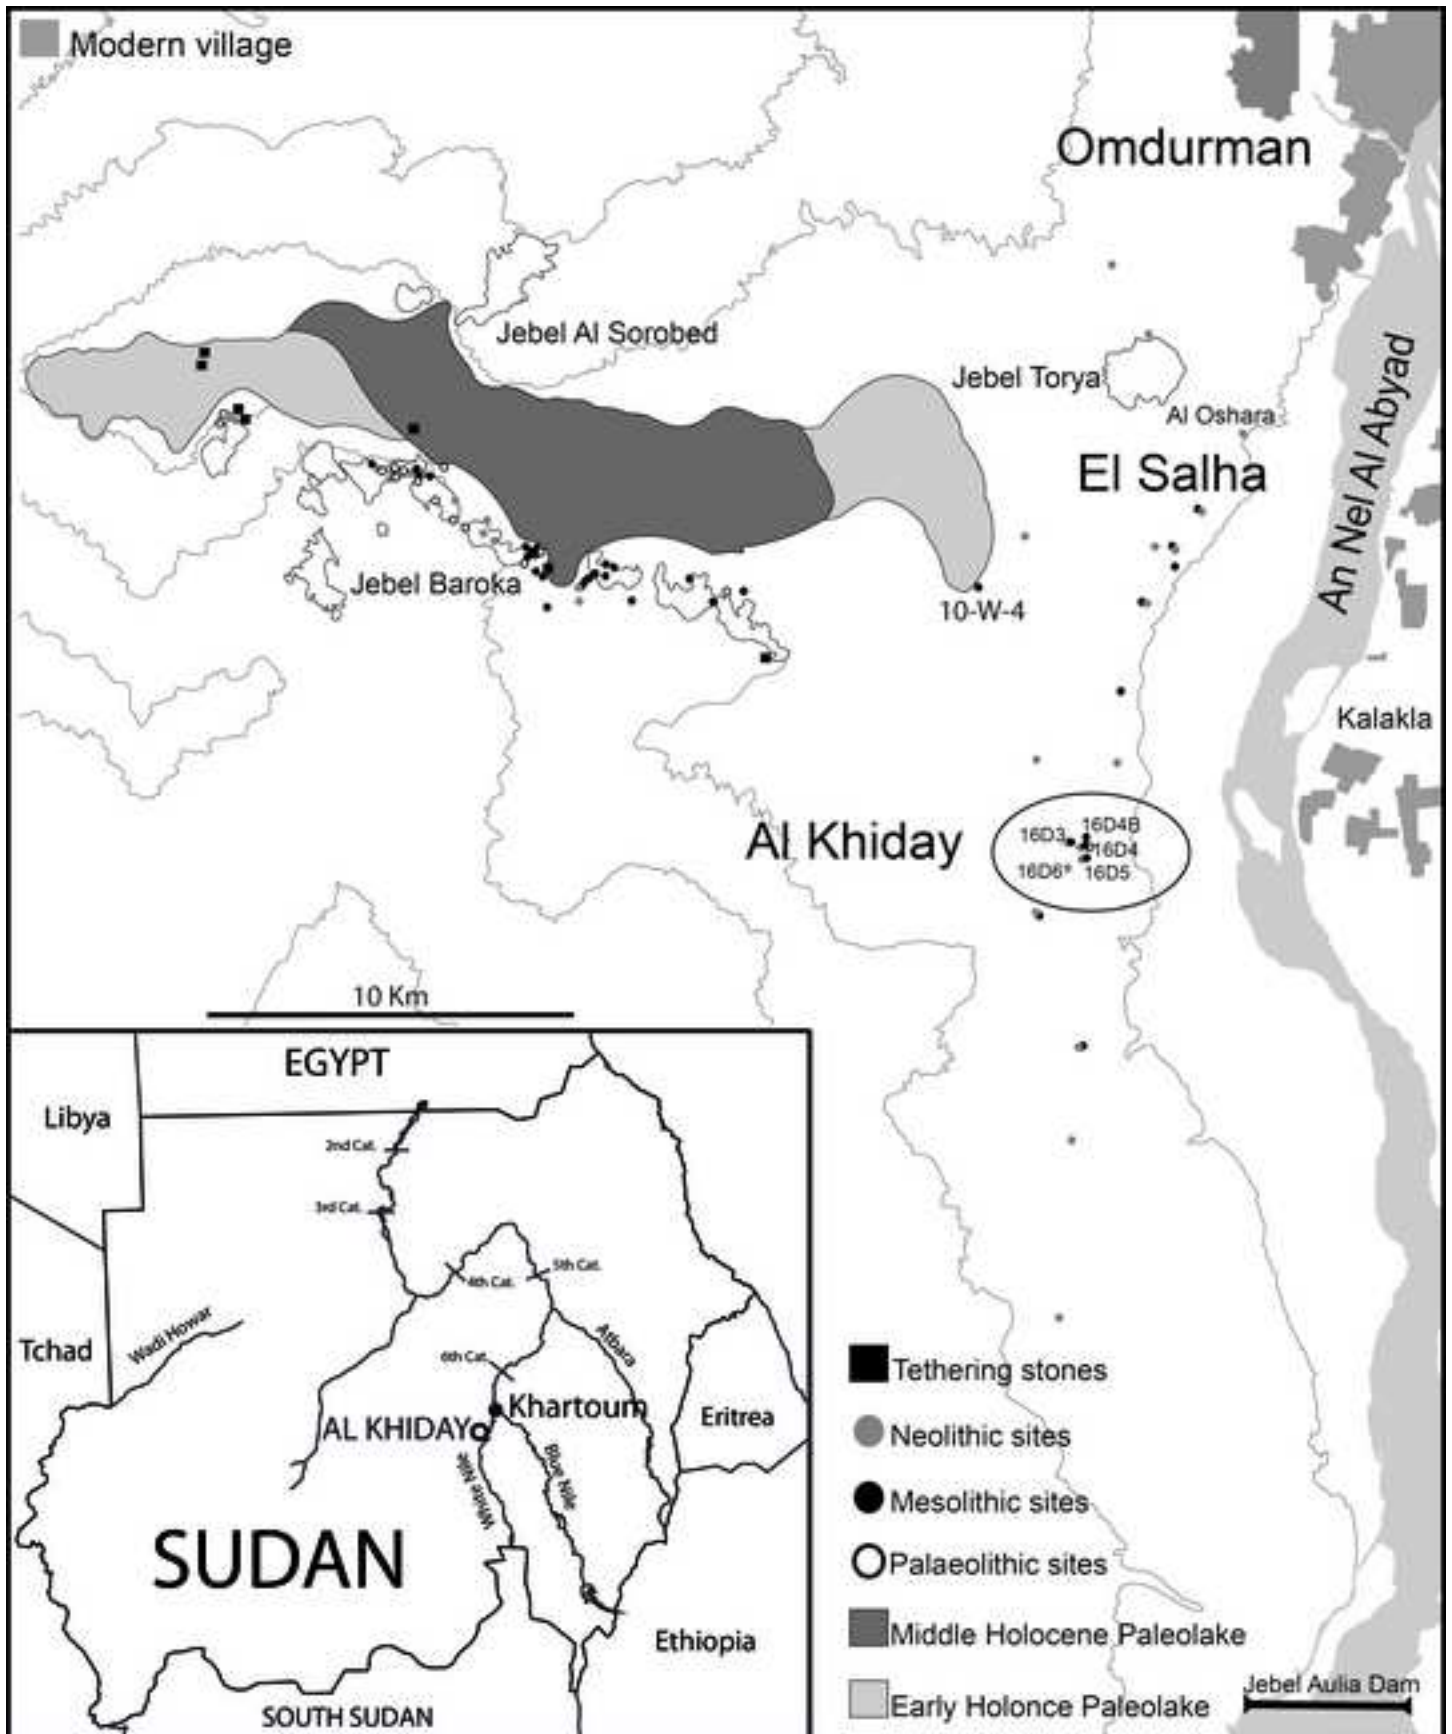 Modern village
Omdurman
Jebel Al Sorobed
Jebel Torya
Al Oshara
An Nel Al Abyad
El Salha
Jebel Baroka
10-W-4
Kalakla
Al Khiday
16D4B
16D3
16D4
16D6*
16D5
10 Km
EGYPT
Libya
2nd Cat.
3rd Cat.
4th Cat.
5th Cat.
Wadi Howar
Tchad
Atbara
6th Cat.
Khartoum
AL KHIDAY
Eritrea
White Nile
Blue Nile
SUDAN
Ethiopia
SOUTH SUDAN
Tethering stones
Neolithic sites
Mesolithic sites
Palaeolithic sites
Middle Holocene Paleolake
Jebel Aulia Dam
Early Holonce Paleolake